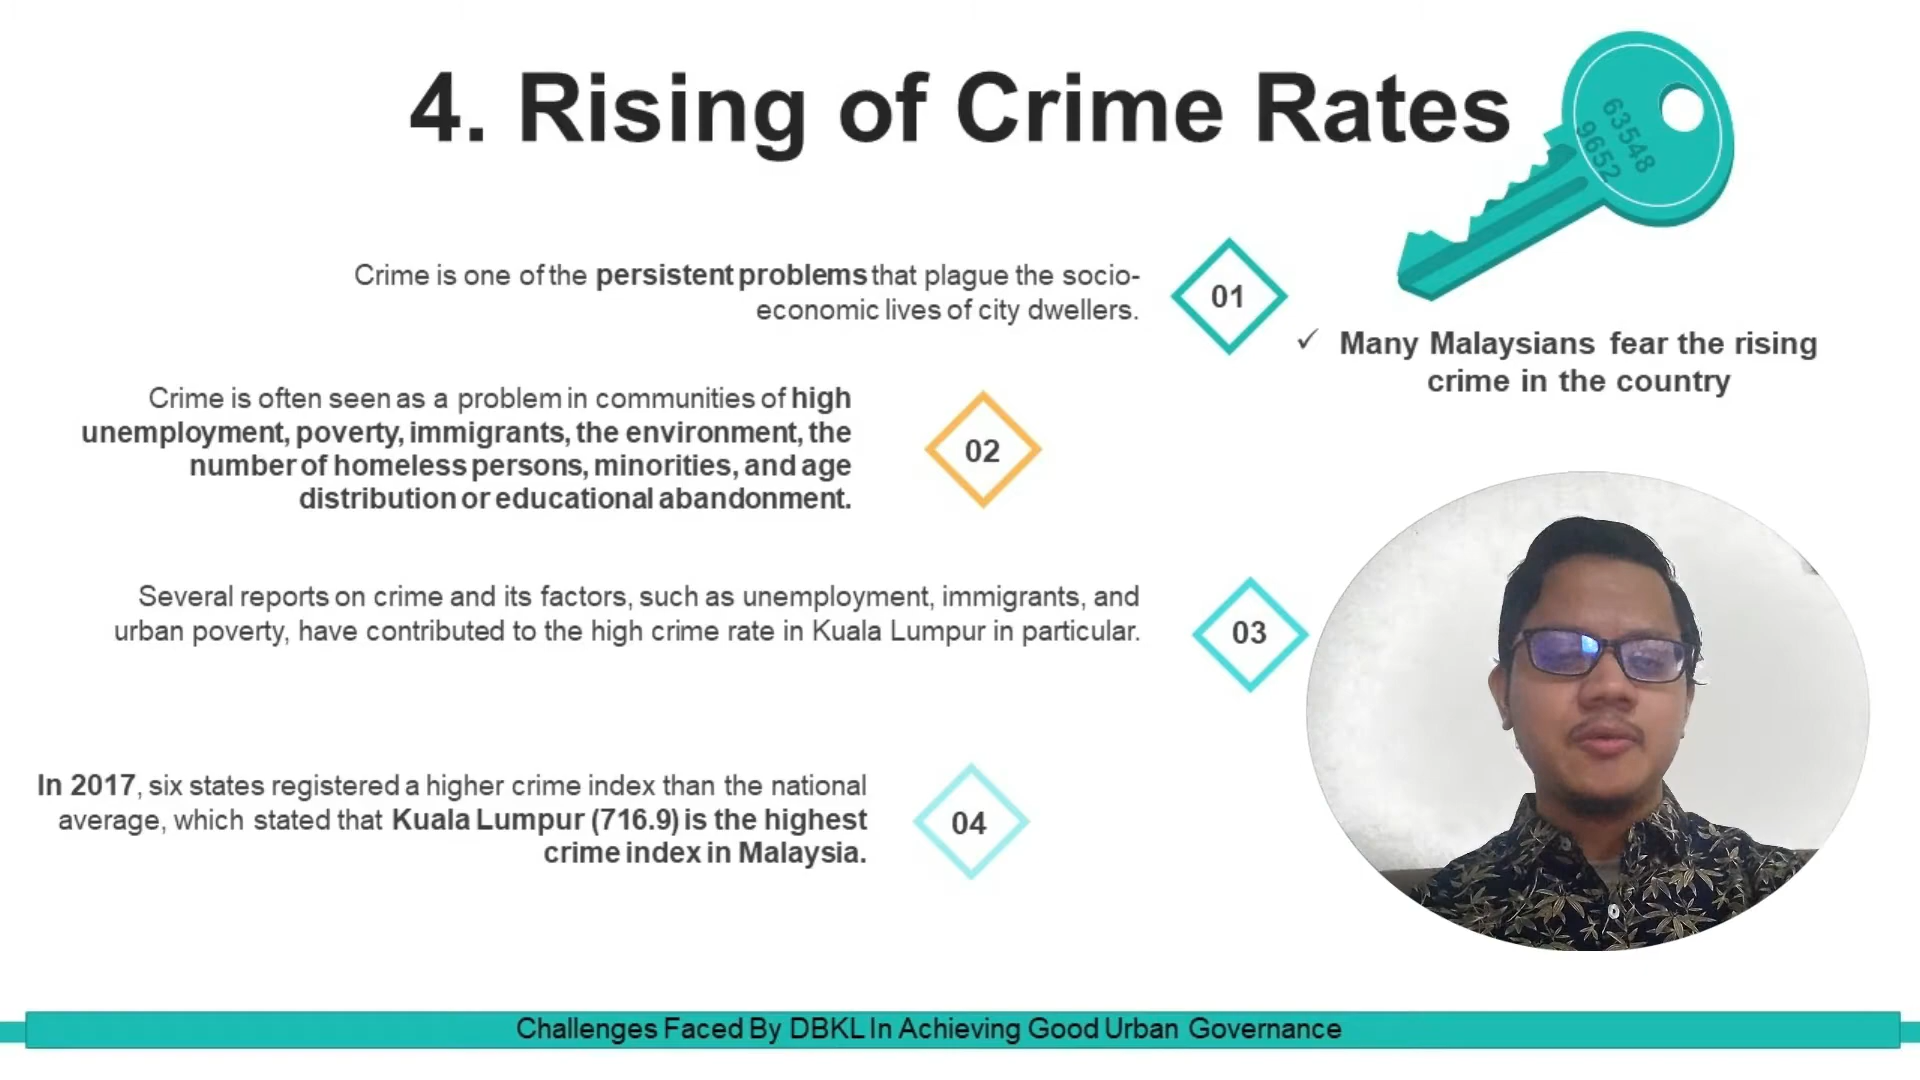 4. Rising of Crime Rates
63548
9652
Crime is one of the persistent problems that plague the socio-
economic lives of city dwellers.
01
✓ Many Malaysians fear the rising
crime in the country
Crime is often seen as a problem in communities of high
unemployment, poverty, immigrants, the environment, the
number of homeless persons, minorities, and age
distribution or educational abandonment.
02
Several reports on crime and its factors, such as unemployment, immigrants, and
urban poverty, have contributed to the high crime rate in Kuala Lumpur in particular.
03
In 2017, six states registered a higher crime index than the national
average, which stated that Kuala Lumpur (716.9) is the highest
crime index in Malaysia.
04
Challenges Faced By DBKL In Achieving Good Urban Governance